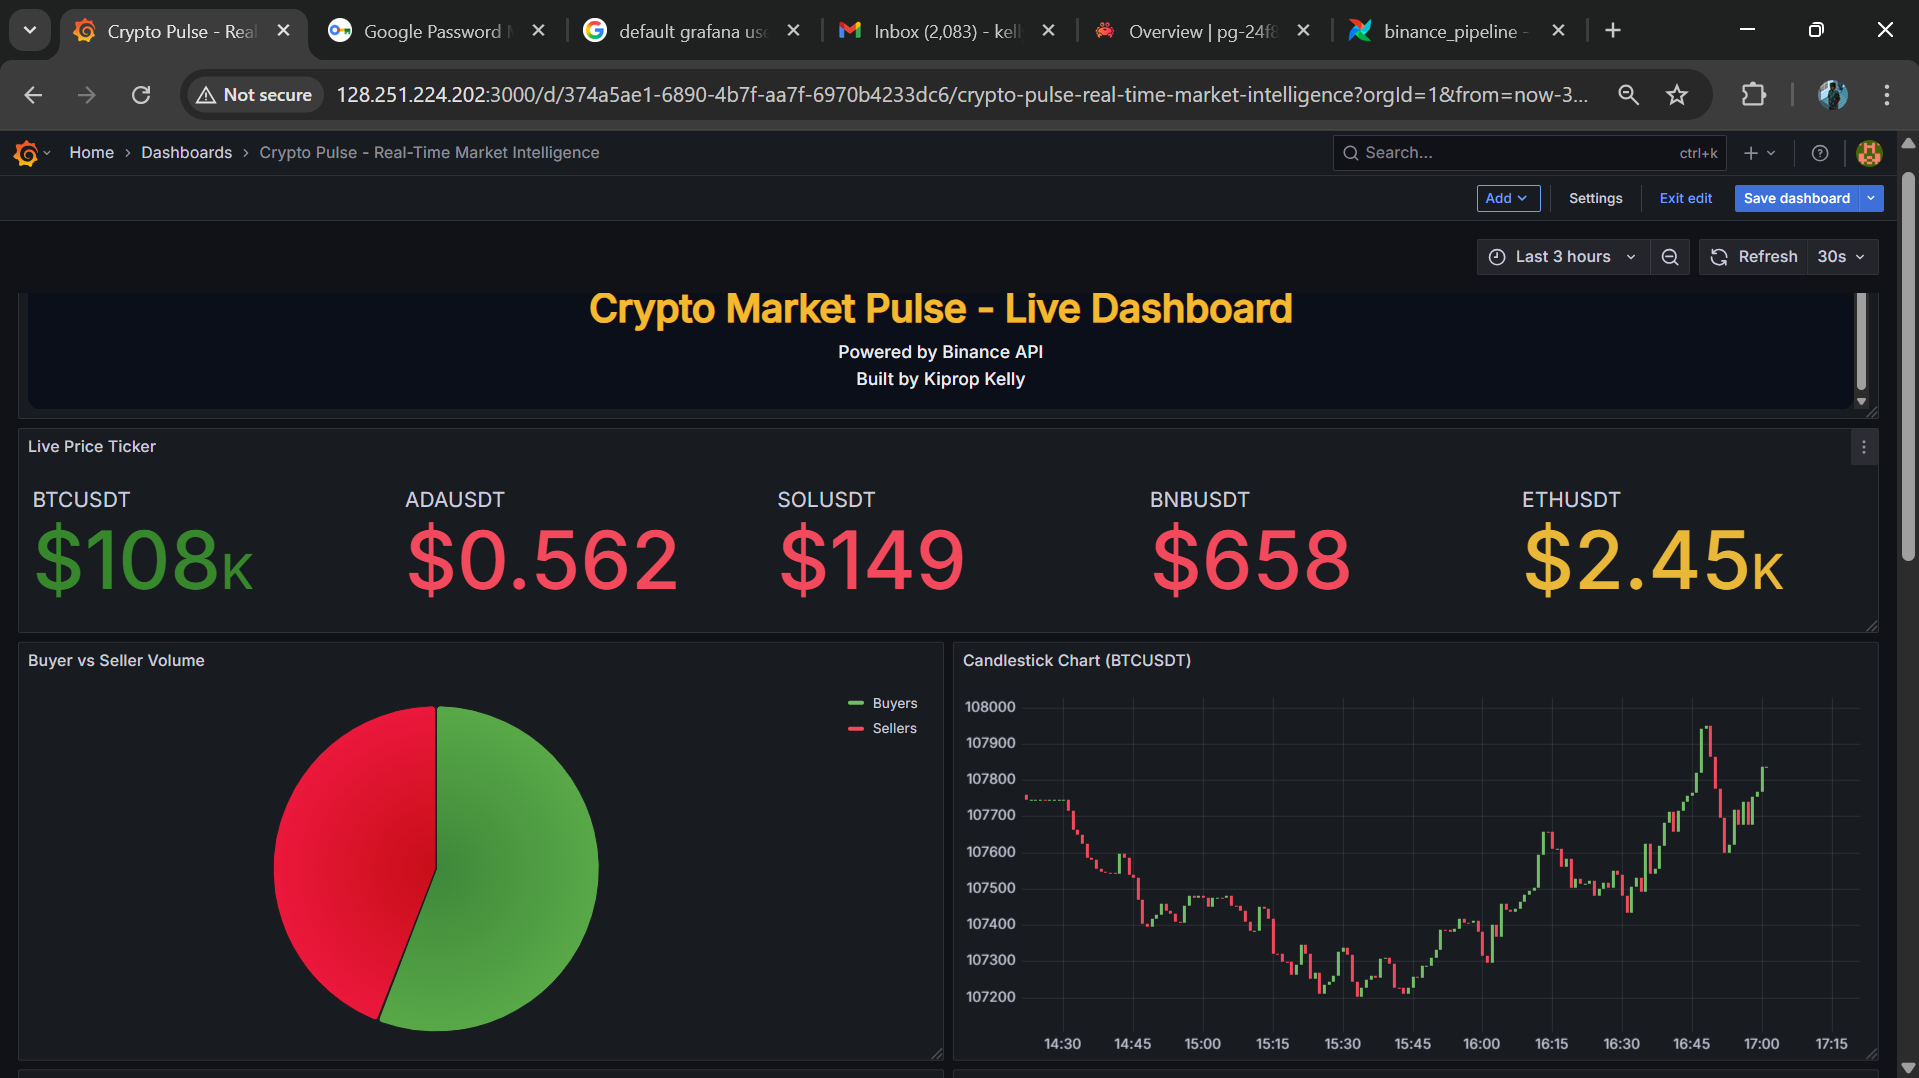 Crypto Pulse - Real
Google Password
default grafana use
Inbox (2,083) - kell
Overview | pg-24f8
binance_pipeline -
Not secure
128.251.224.202:3000/d/374a5ae1-6890-4b7f-aa7f-6970b4233dc6/crypto-pulse-real-time-market-intelligence?orgId=1&from=now-3...
Home
Dashboards
Crypto Pulse - Real-Time Market Intelligence
Search...
ctrl+k
Add
Settings
Exit edit
Save dashboard
Last 3 hours
Refresh
30s
Crypto Market Pulse - Live Dashboard
Powered by Binance API
Built by Kiprop Kelly
Live Price Ticker
BTCUSDT
$108K
ADAUSDT
$0.562
SOLUSDT
$149
BNBUSDT
$658
ETHUSDT
$2.45K
Buyer vs Seller Volume
Buyers
Sellers
Candlestick Chart (BTCUSDT)
108000
107900
107800
107700
107600
107500
107400
107300
107200
14:30
14:45
15:00
15:15
15:30
15:45
16:00
16:15
16:30
16:45
17:00
17:15